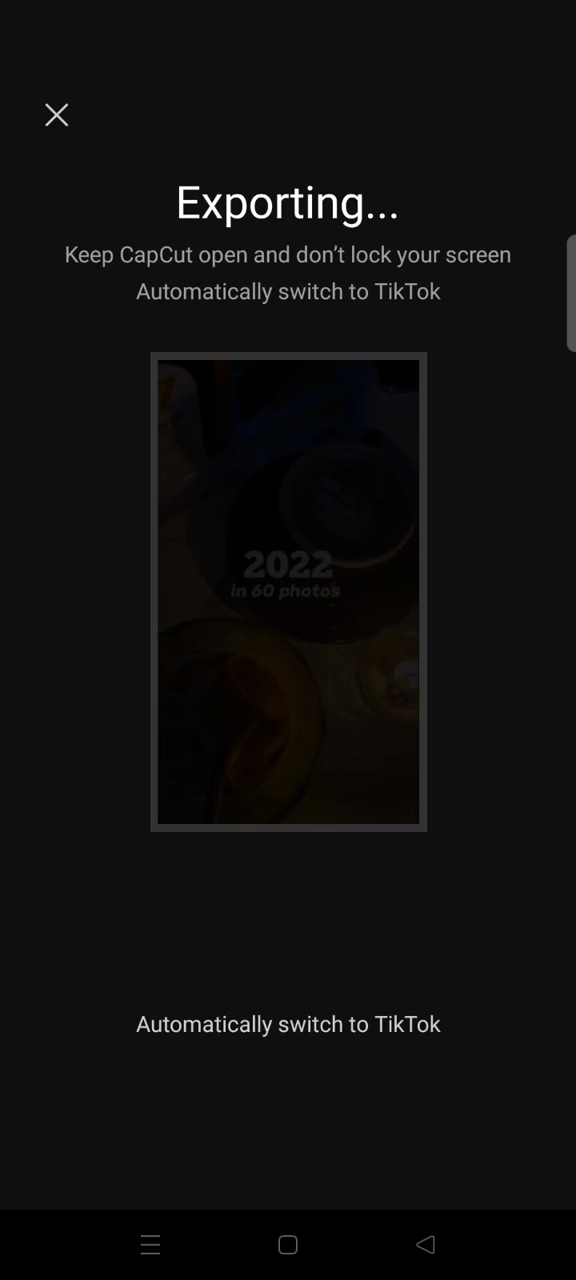 Exporting...
Keep CapCut open and don't lock your screen
Automatically switch to TikTok
2022
in 60 photos
Automatically switch to TikTok